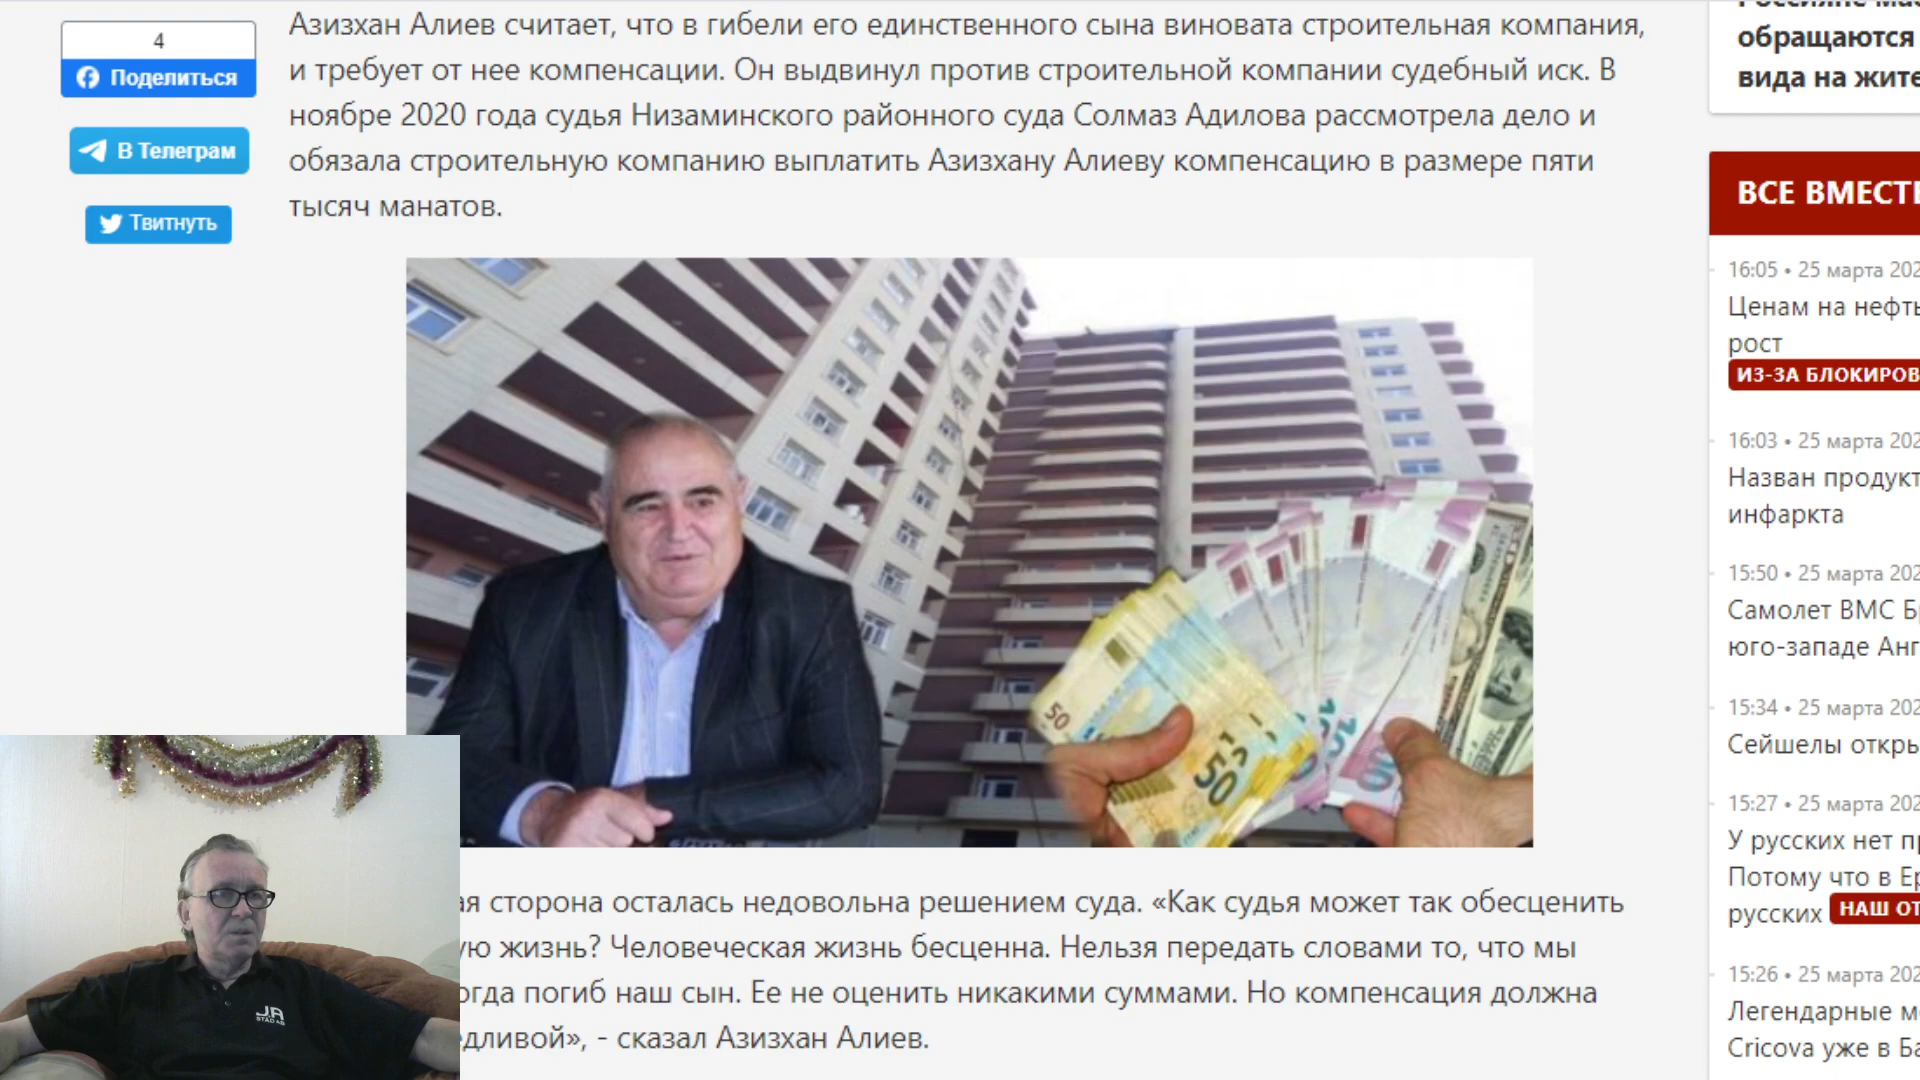 4
Поделиться
В Телеграм
Твитнуть
Азизхан Алиев считает, что в гибели его единственного сына виновата строительная компания,
и требует от нее компенсации. Он выдвинул против строительной компании судебный иск. В
ноябре 2020 года судья Низаминского районного суда Солмаз Адилова рассмотрела дело и
обязала строительную компанию выплатить Азизхану Алиеву компенсацию в размере пяти
тысяч манатов.
50
50
100
ая сторона осталась недовольна решением суда. «Как судья может так обесценить
ую жизнь? Человеческая жизнь бесценна. Нельзя передать словами то, что мы
огда погиб наш сын. Ее не оценить никакими суммами. Но компенсация должна
едливой», - сказал Азизхан Алиев.
J.A
обращаются
вида на жите
ВСЕ ВМЕСТЕ
16:05 • 25 марта 202
Ценам на нефть
рост
ИЗ-ЗА БЛОКИРОВ
16:03 • 25 марта 202
Назван продукт
инфаркта
15:50 • 25 марта 202
Самолет ВМС Б
юго-западе Анг
15:34 • 25 марта 202
Сейшелы откры
15:27 • 25 марта 202
У русских нет п
Потому что в Ер
русских НАШ ОТ
15:26 • 25 марта 202
Легендарные м
Cricova уже в Ба